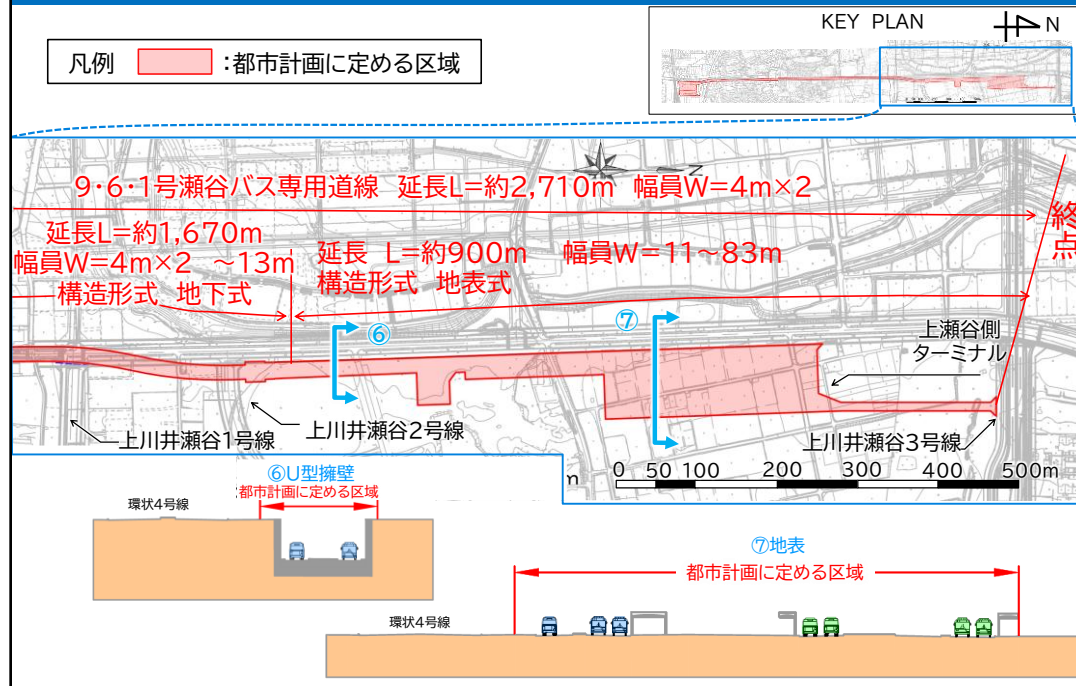 KEY PLAN
N
凡例 :都市計画に定める区域
N
9・6・1号瀬谷バス専用道線 延長L=約2,710m 幅員W=4m×2
終点
延長L=約1,670m
幅員W=4m×2 ~13m
構造形式 地下式
延長 L=約900m 幅員W=11~83m
構造形式 地表式
⑥
⑦
上瀬谷側
ターミナル
上川井瀬谷1号線
上川井瀬谷2号線
上川井瀬谷3号線
m
0 50 100 200 300 400 500m
⑥U型擁壁
都市計画に定める区域
環状4号線
⑦地表
都市計画に定める区域
環状4号線